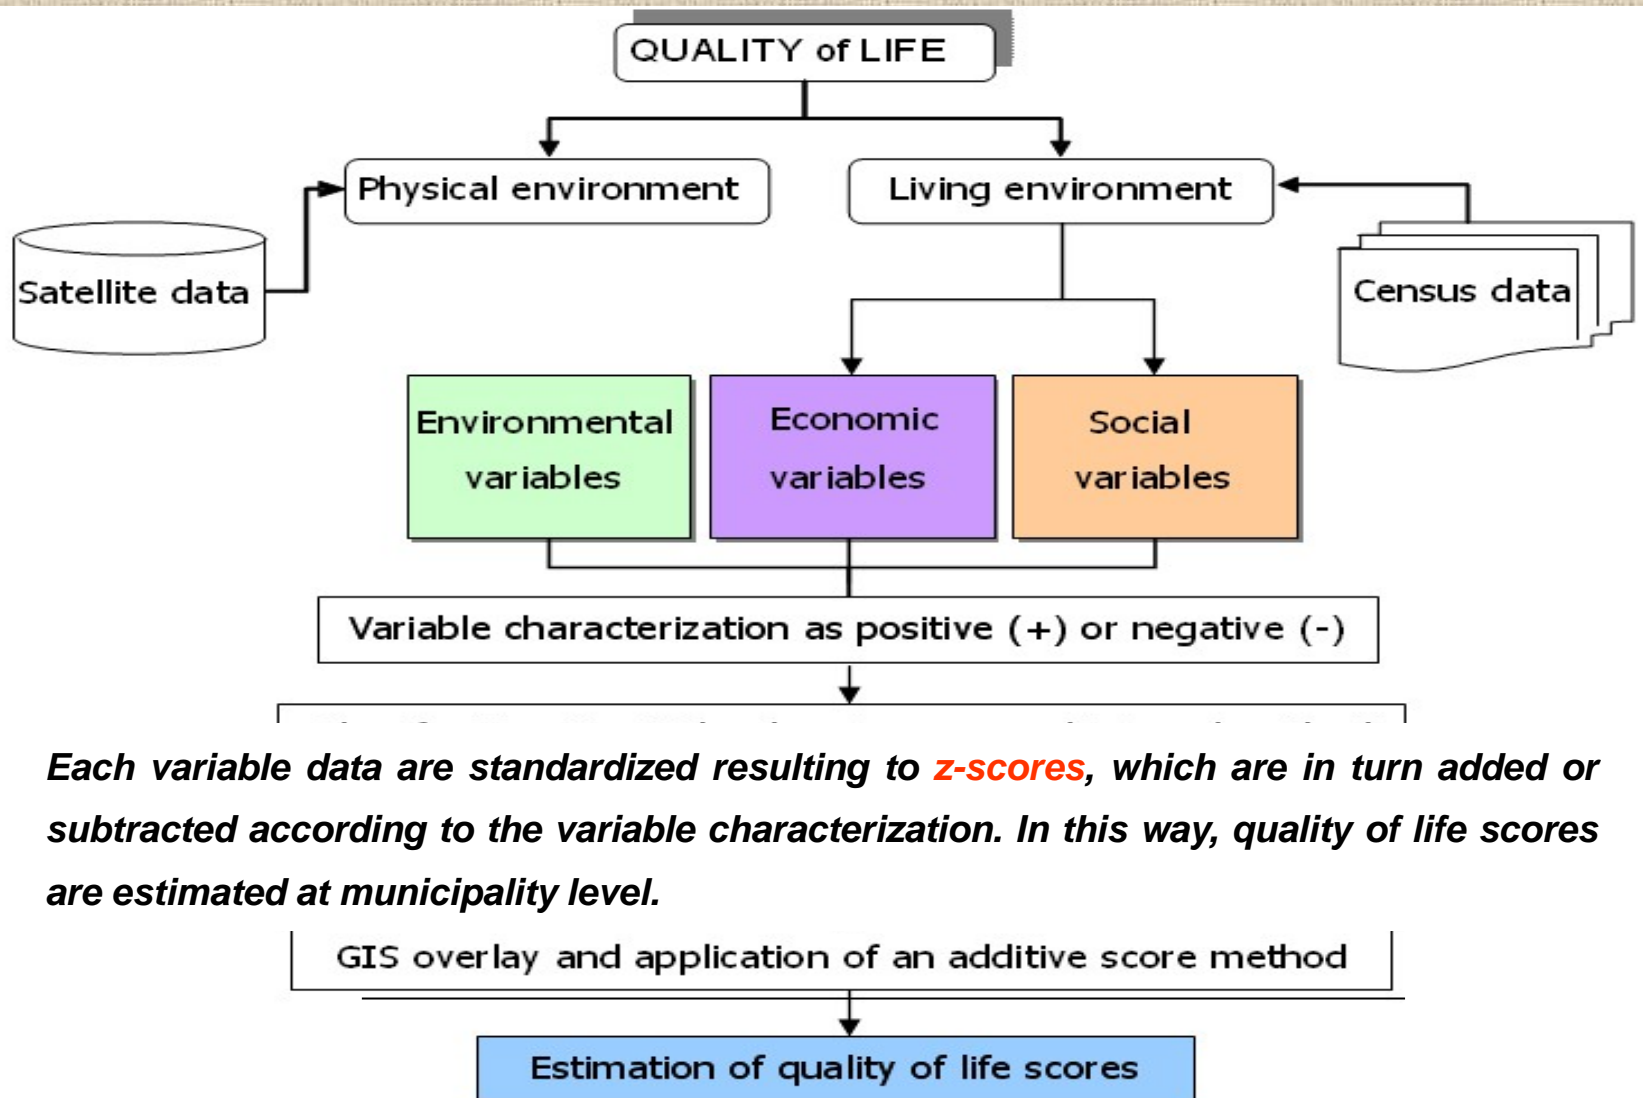 QUALITY of LIFE
Physical environment
Living environment
Satellite data
Census data
Environmental
variables
Economic
variables
Social
variables
Variable characterization as positive (+) or negative (-)
Each variable data are standardized resulting to z-scores, which are in turn added or
subtracted according to the variable characterization. In this way, quality of life scores
are estimated at municipality level.
GIS overlay and application of an additive score method
Estimation of quality of life scores